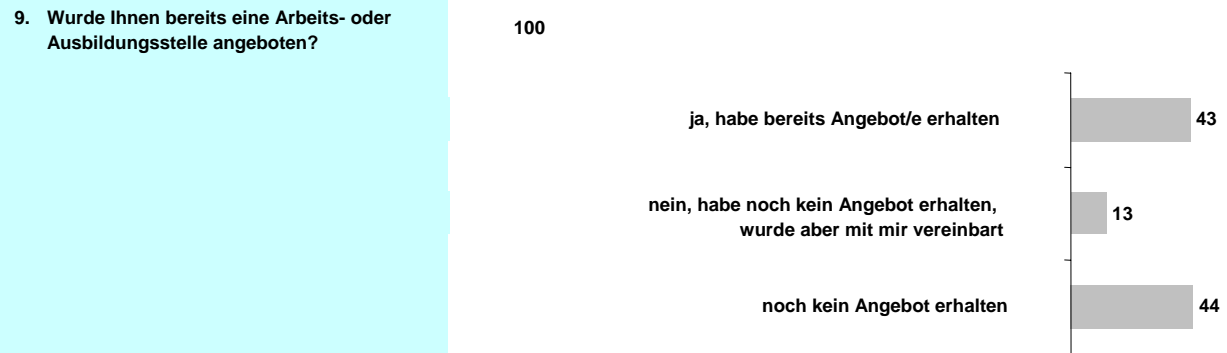 9. Wurde Ihnen bereits eine Arbeits- oder
Ausbildungsstelle angeboten?
100
ja, habe bereits Angebot/e erhalten
43
nein, habe noch kein Angebot erhalten,
wurde aber mit mir vereinbart
13
noch kein Angebot erhalten
44